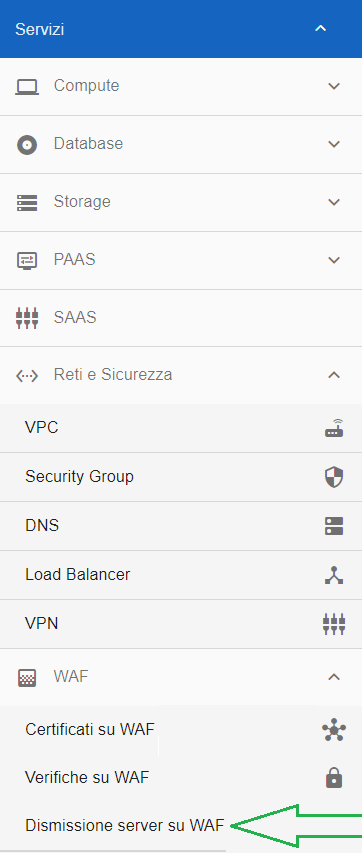 Servizi
Compute
Database
Storage
PAAS
SAAS
Reti e Sicurezza
VPC
Security Group
DNS
Load Balancer
VPN
WAF
Certificati su WAF
Verifiche su WAF
Dismissione server su WAF